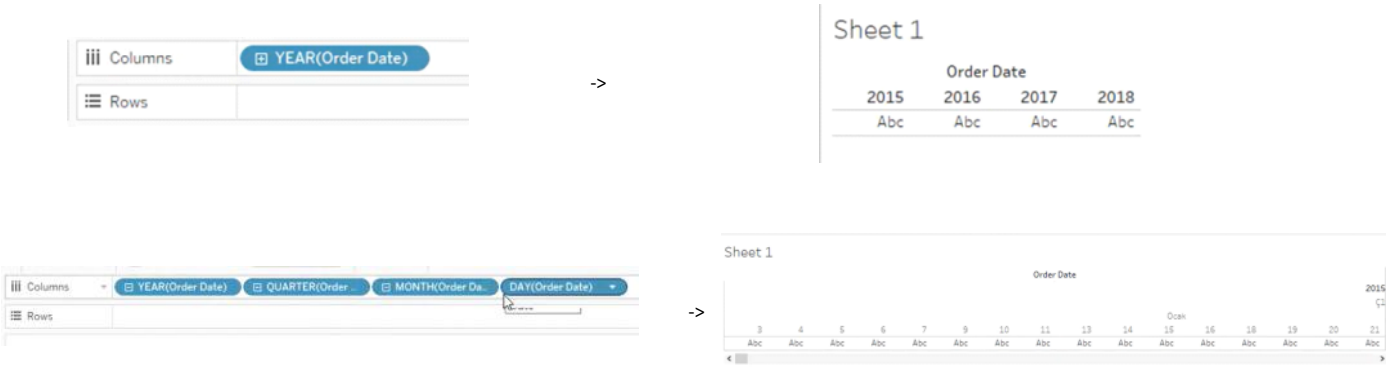 Columns YEAR(Order Date)
Rows
->
Sheet 1
Order Date
2015 2016 2017 2018
Abc Abc Abc Abc
Columns YEAR(Order Date) QUARTER(Order .. MONTH(Order Da.. DAY(Order Date)
Rows
->
Sheet 1
Order Date
2015
Ç1
Ocak
3 4 5 6 7 9 10 11 13 14 15 16 18 19 20 21
Abc Abc Abc Abc Abc Abc Abc Abc Abc Abc Abc Abc Abc Abc Abc Abc